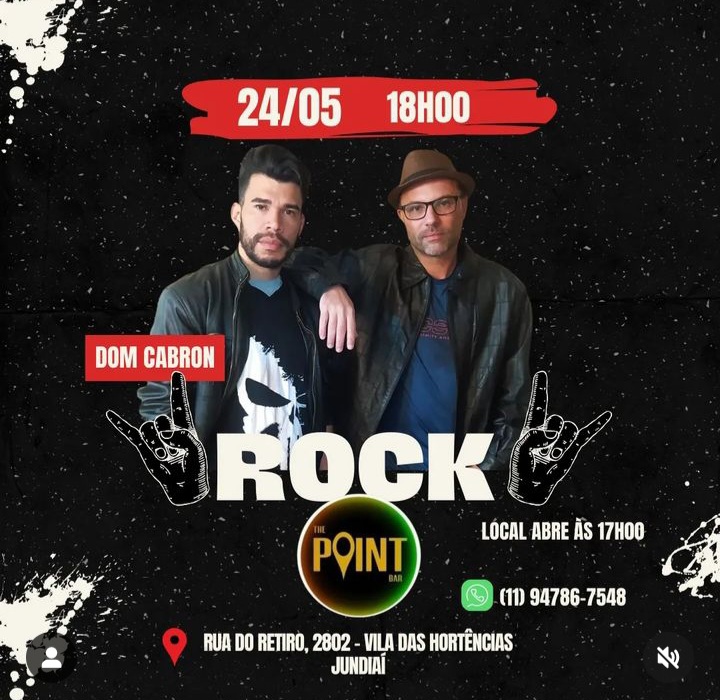 24/05 18H00
DOM CABRON
ROCK
THE
POINT
BAR
LOCAL ABRE ÀS 17H00
(11) 94786-7548
RUA DO RETIRO, 2802 - VILA DAS HORTÊNCIAS
JUNDIAÍ